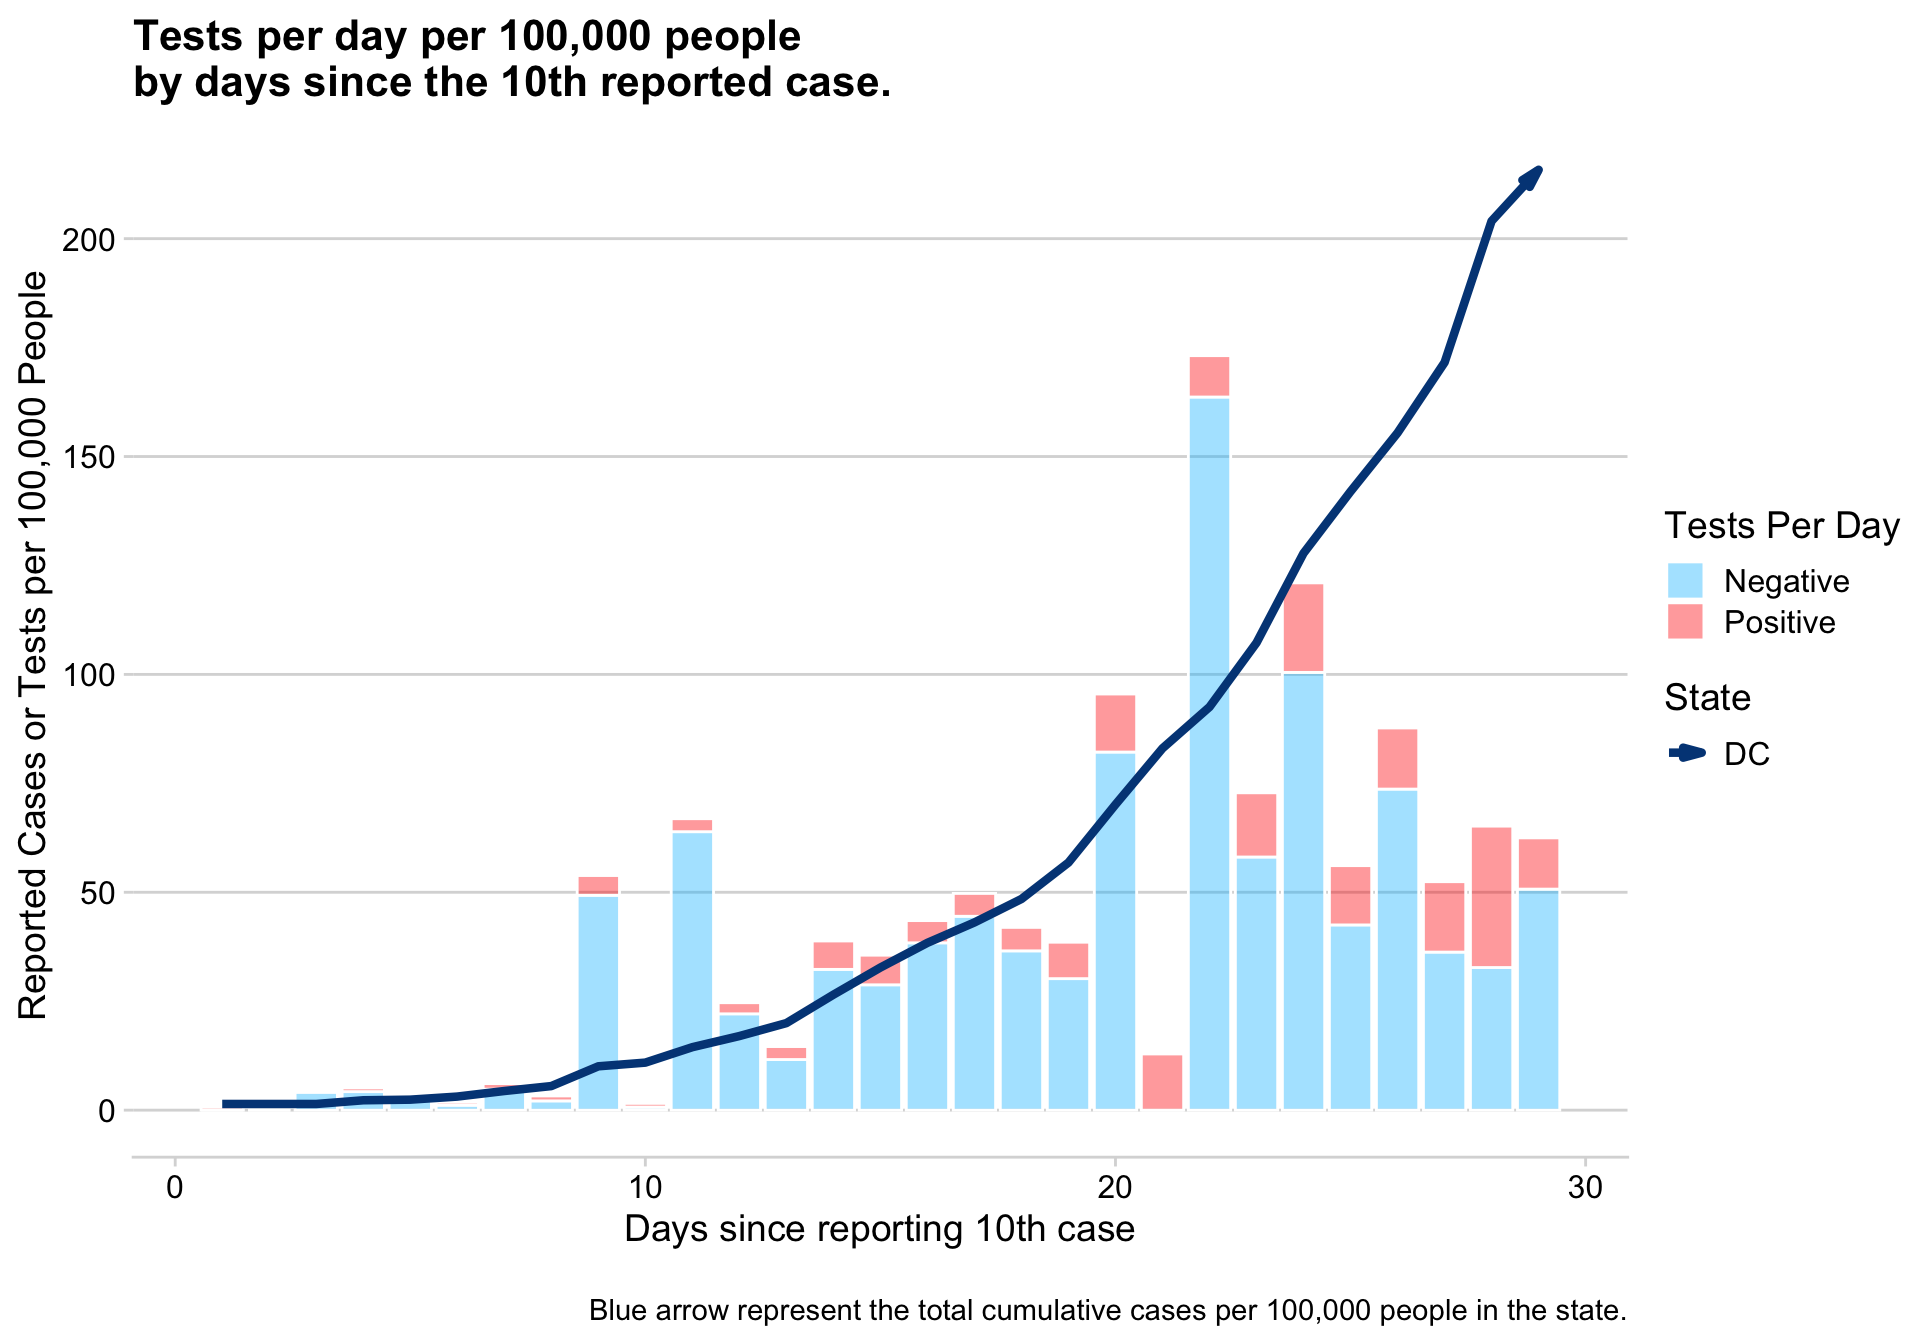 Tests per day per 100,000 people
by days since the 10th reported case.
Reported Cases or Tests per 100,000 People
200
150
100
50
0
0
10
20
30
Days since reporting 10th case
Tests Per Day
Negative
Positive
State
DC
Blue arrow represent the total cumulative cases per 100,000 people in the state.